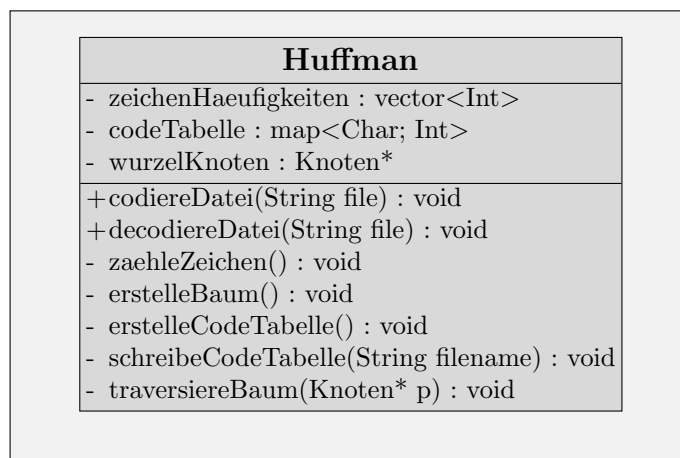 Huffman
- zeichenHaeufigkeiten : vector<Int>
- codeTabelle : map<Char; Int>
- wurzelKnoten : Knoten*
+ codiereDatei(String file) : void
+ decodiereDatei(String file) : void
- zaehleZeichen() : void
- erstelleBaum() : void
- erstelleCodeTabelle() : void
- schreibeCodeTabelle(String filename) : void
- traversiereBaum(Knoten* p) : void